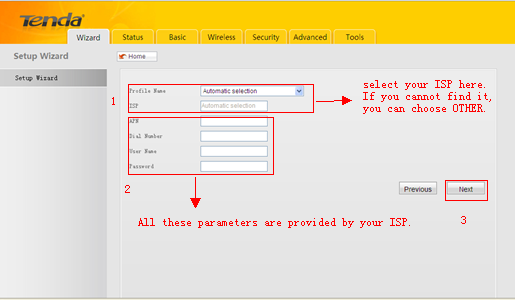 Tenda
Wizard Status Basic Wireless Security Advanced Tools
Setup Wizard Home
Setup Wizard
1 Profile Name Automatic selection
ISP Automatic selection
select your ISP here.
If you cannot find it,
you can choose OTHER.
APN
Dial Number
User Name
Password
2
Previous Next
All these parameters are provided by your ISP.
3